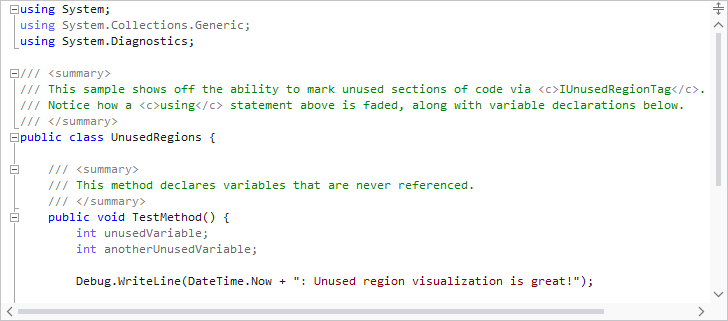 using System;
using System.Collections.Generic;
using System.Diagnostics;
/// <summary>
/// This sample shows off the ability to mark unused sections of code via <c>IUnusedRegionTag</c>.
/// Notice how a <c>using</c> statement above is faded, along with variable declarations below.
/// </summary>
public class UnusedRegions {
/// <summary>
/// This method declares variables that are never referenced.
/// </summary>
public void TestMethod() {
int unusedVariable;
int anotherUnusedVariable;
Debug.WriteLine(DateTime.Now + ": Unused region visualization is great!");